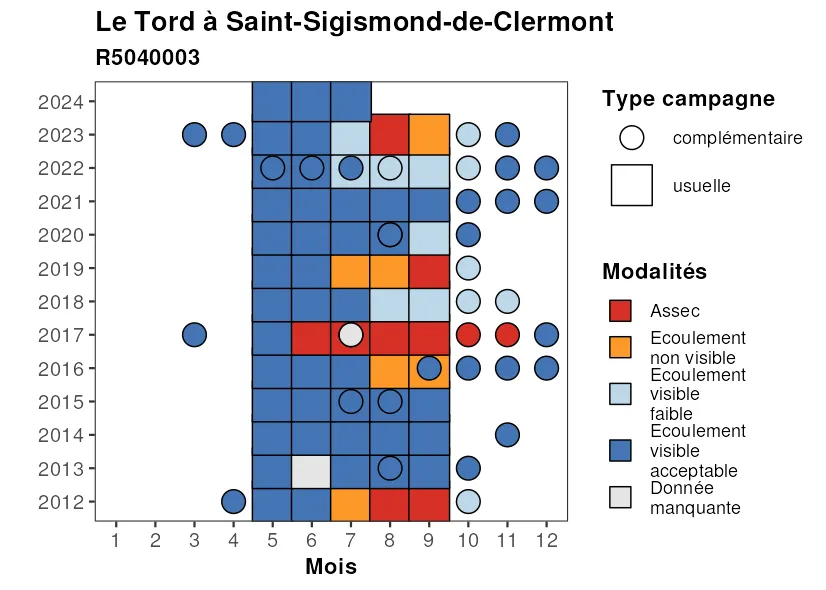 Le Tord à Saint-Sigismond-de-Clermont
R5040003
2024
2023
2022
2021
2020
2019
2018
2017
2016
2015
2014
2013
2012
1 2 3 4 5 6 7 8 9 10 11 12
Mois
Type campagne
complémentaire
usuelle
Modalités
Assec
Ecoulement
non visible
Ecoulement
visible
faible
Ecoulement
visible
acceptable
Donnée
manquante